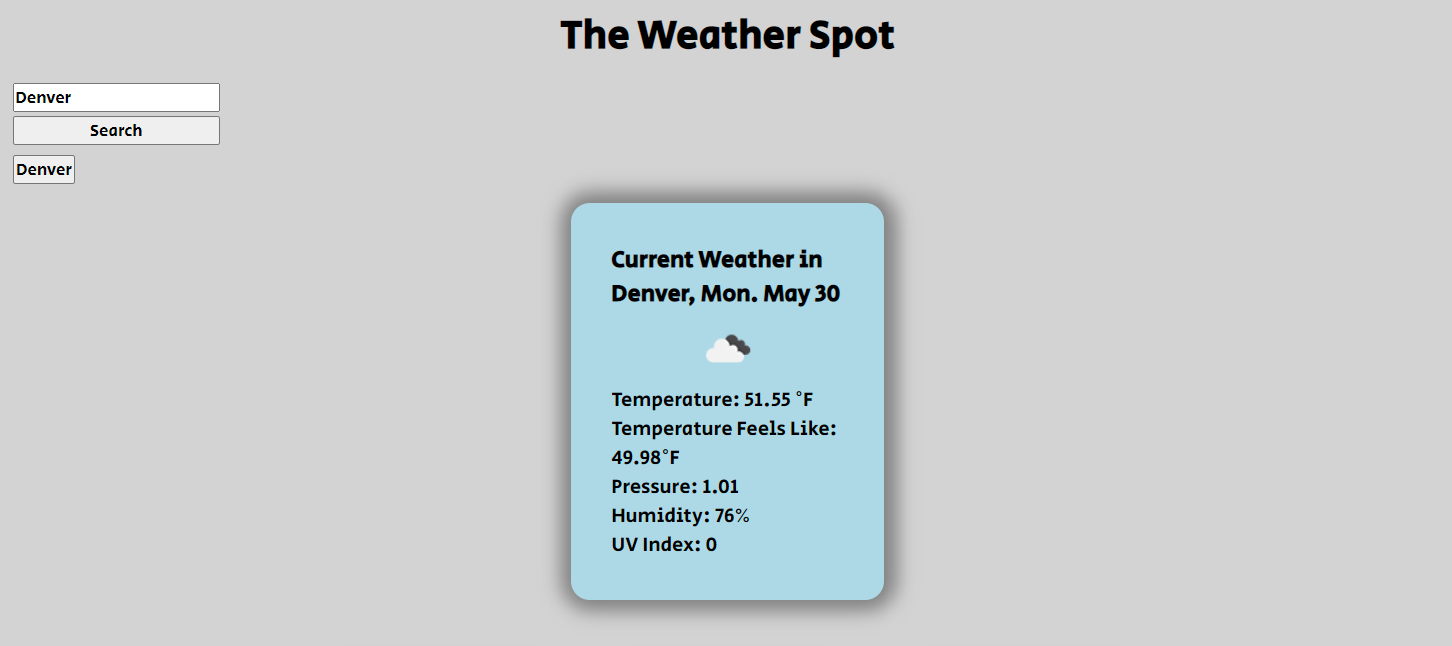 The Weather Spot
Denver
Search
Denver
Current Weather in
Denver, Mon. May 30
Temperature: 51.55 °F
Temperature Feels Like:
49.98°F
Pressure: 1.01
Humidity: 76%
UV Index: 0